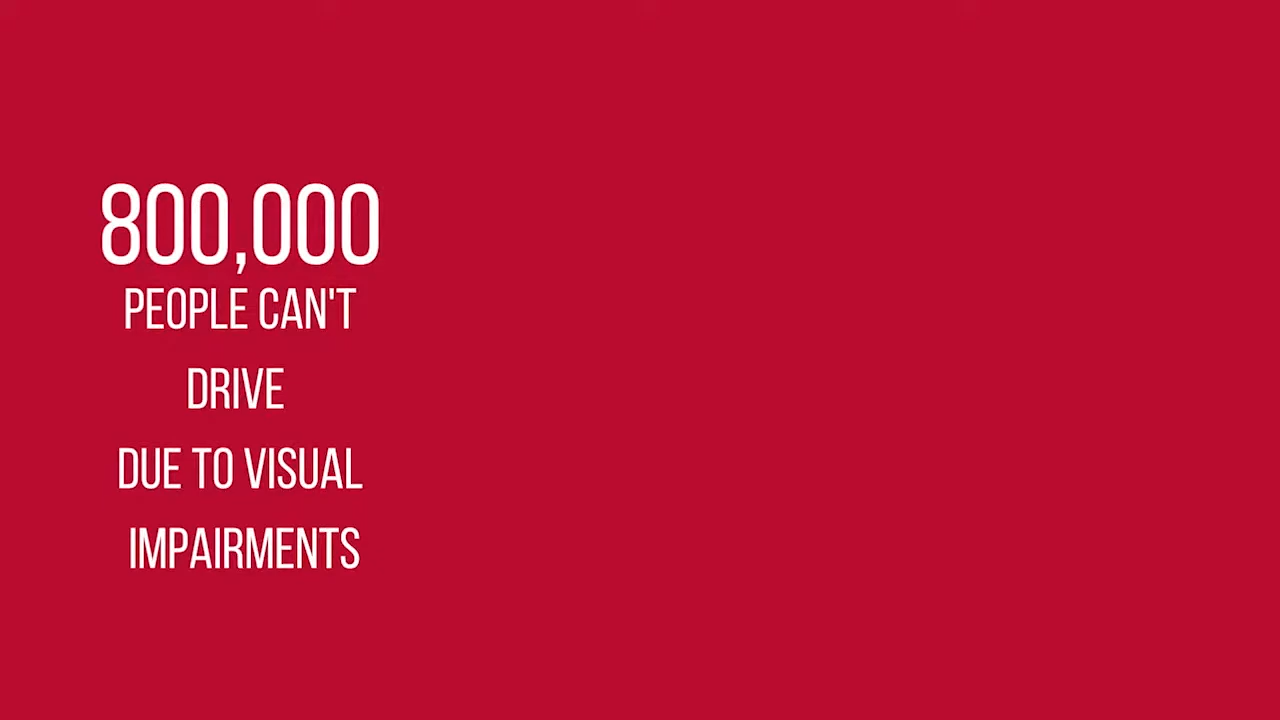 800,000
PEOPLE CAN'T
DRIVE
DUE TO VISUAL
IMPAIRMENTS